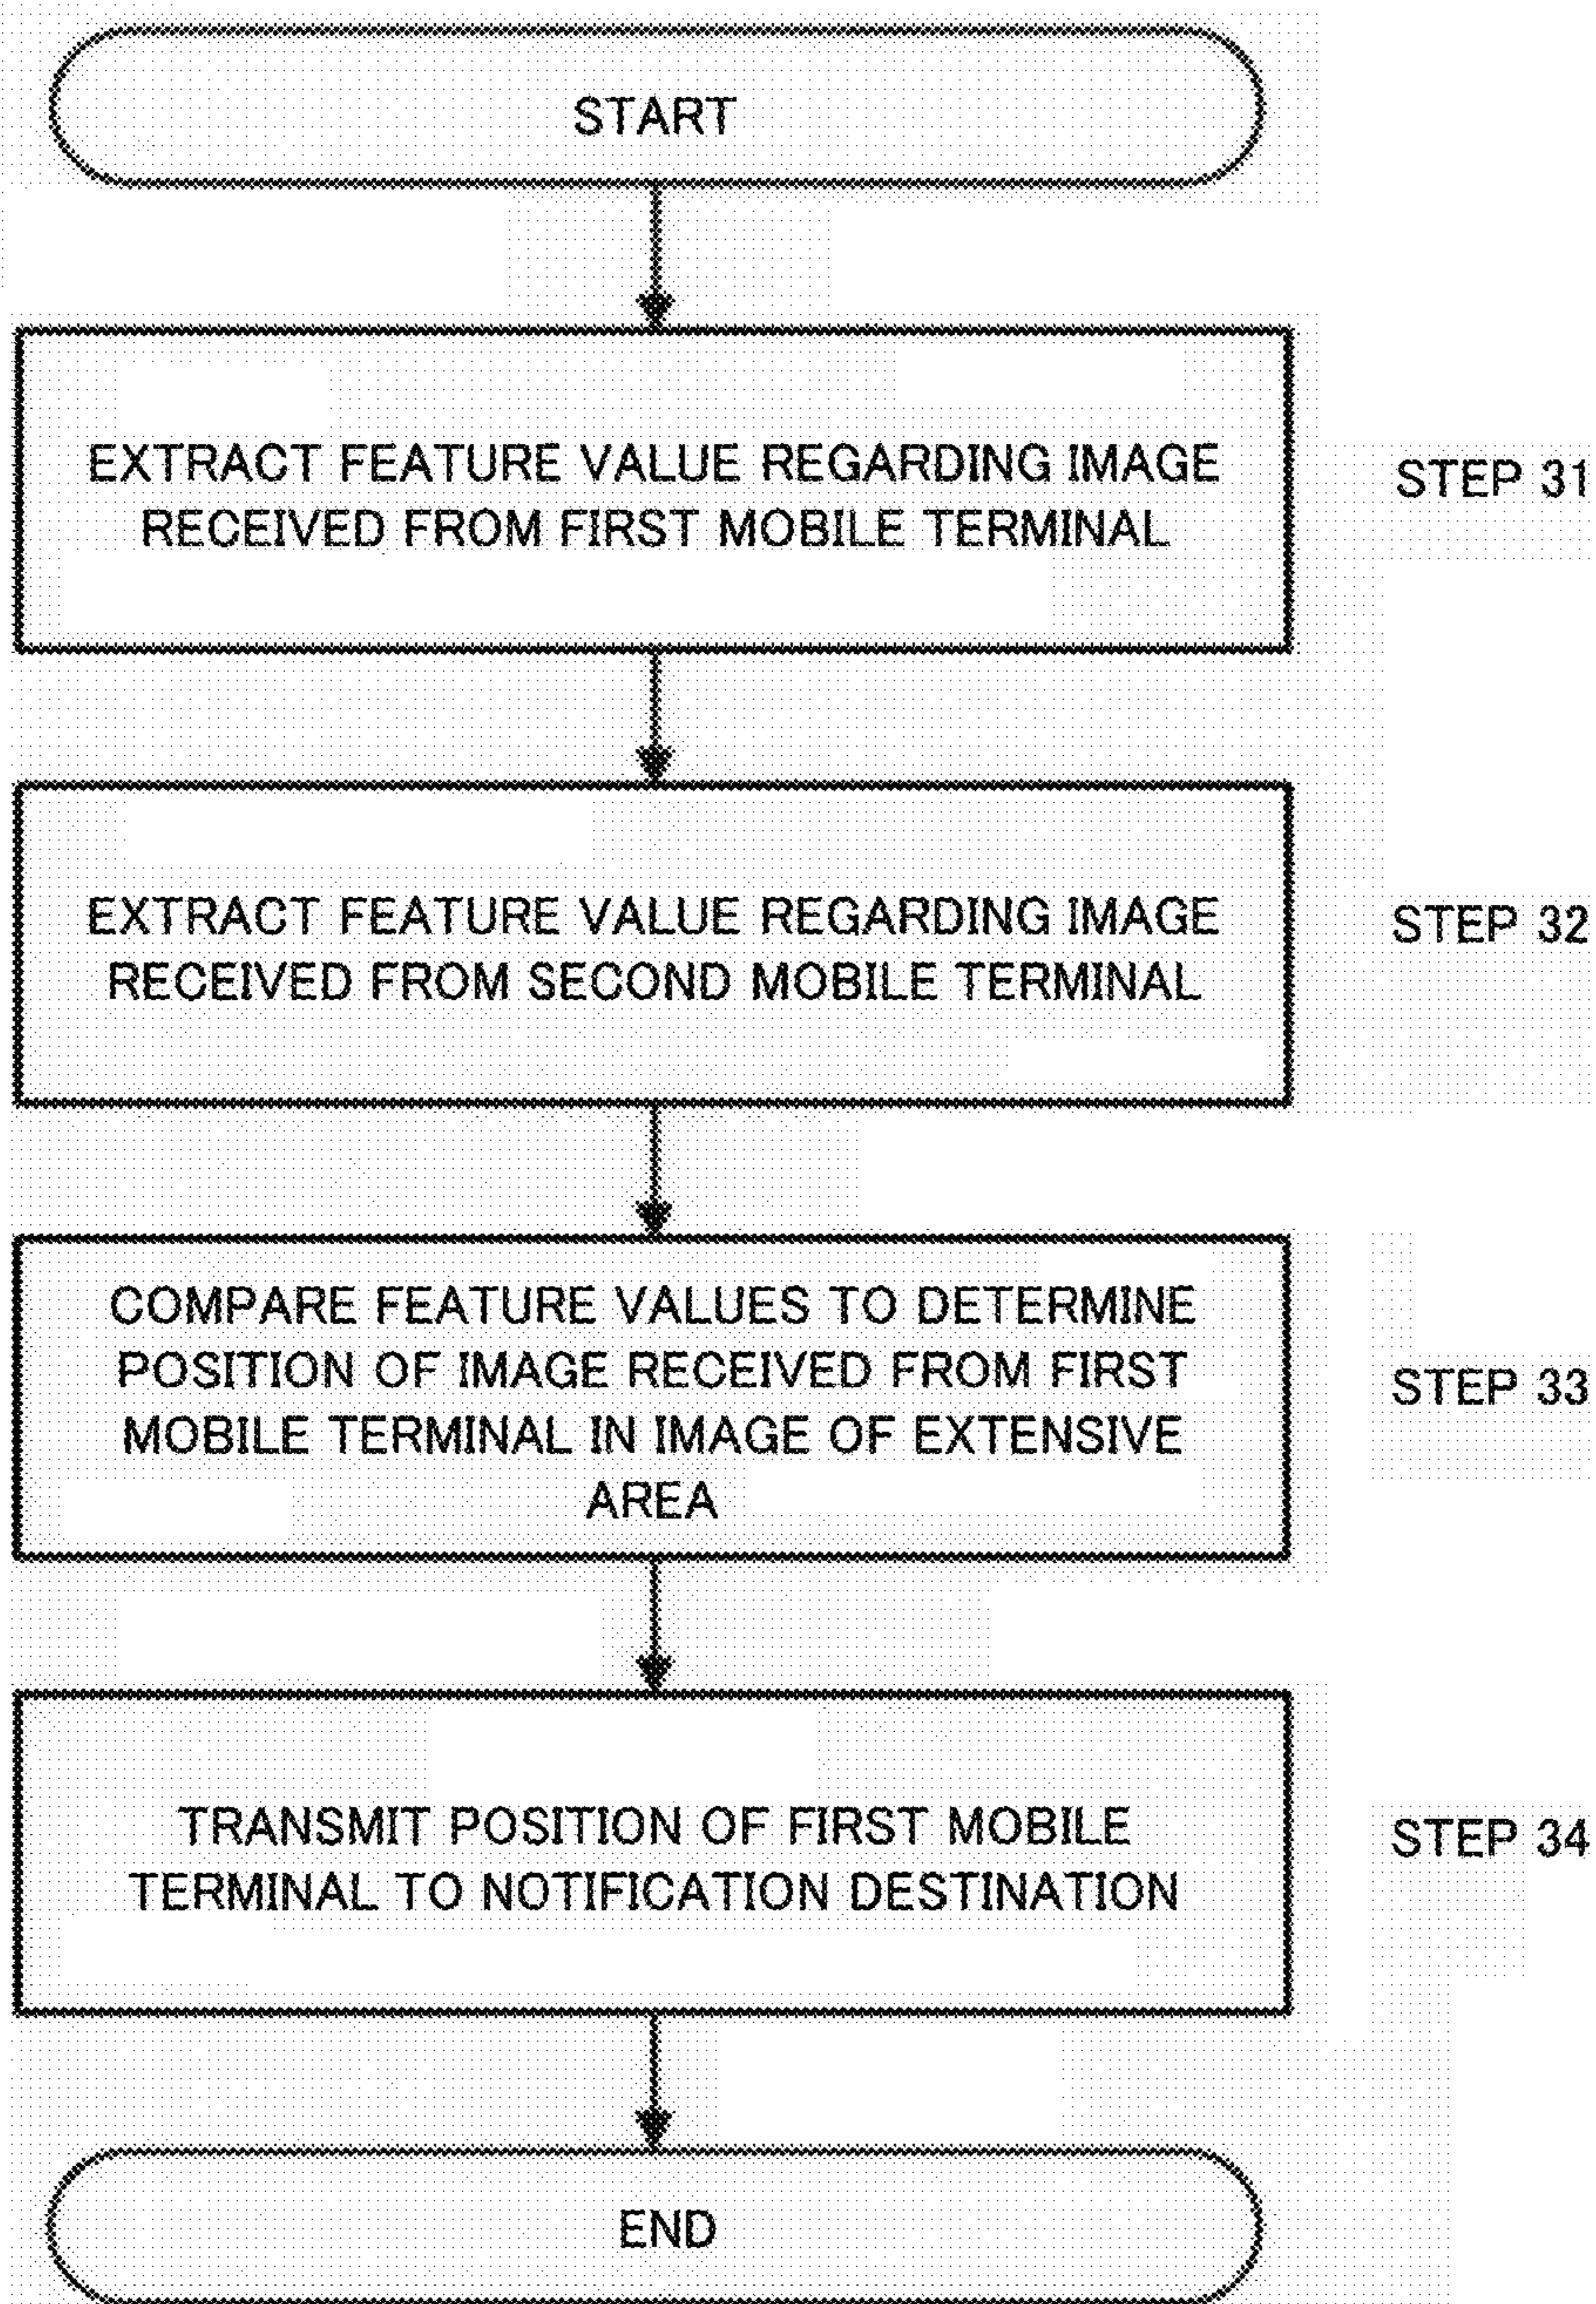 START
EXTRACT FEATURE VALUE REGARDING IMAGE
RECEIVED FROM FIRST MOBILE TERMINAL
STEP 31
EXTRACT FEATURE VALUE REGARDING IMAGE
RECEIVED FROM SECOND MOBILE TERMINAL
STEP 32
COMPARE FEATURE VALUES TO DETERMINE
POSITION OF IMAGE RECEIVED FROM FIRST
MOBILE TERMINAL IN IMAGE OF EXTENSIVE
AREA
STEP 33
TRANSMIT POSITION OF FIRST MOBILE
TERMINAL TO NOTIFICATION DESTINATION
STEP 34
END